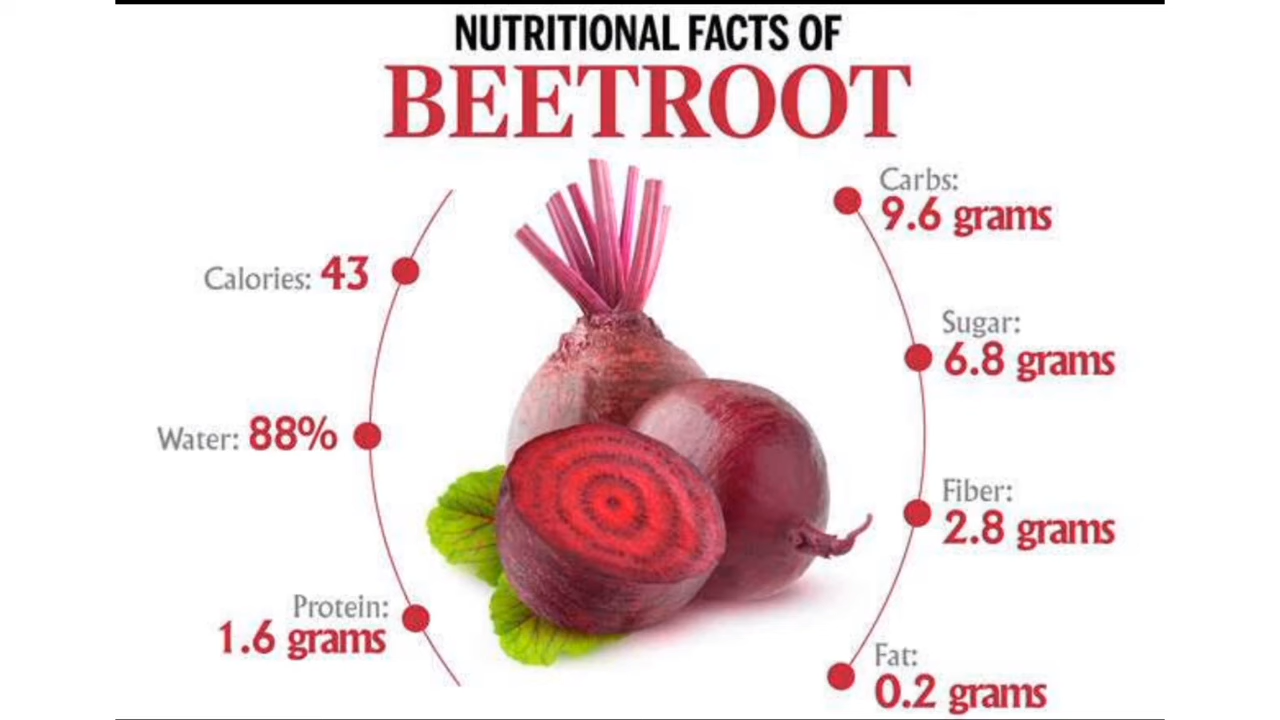 NUTRITIONAL FACTS OF
BEETROOT
Calories: 43
Water: 88%
Protein:
1.6 grams
Carbs:
9.6 grams
Sugar:
6.8 grams
Fiber:
2.8 grams
Fat:
0.2 grams